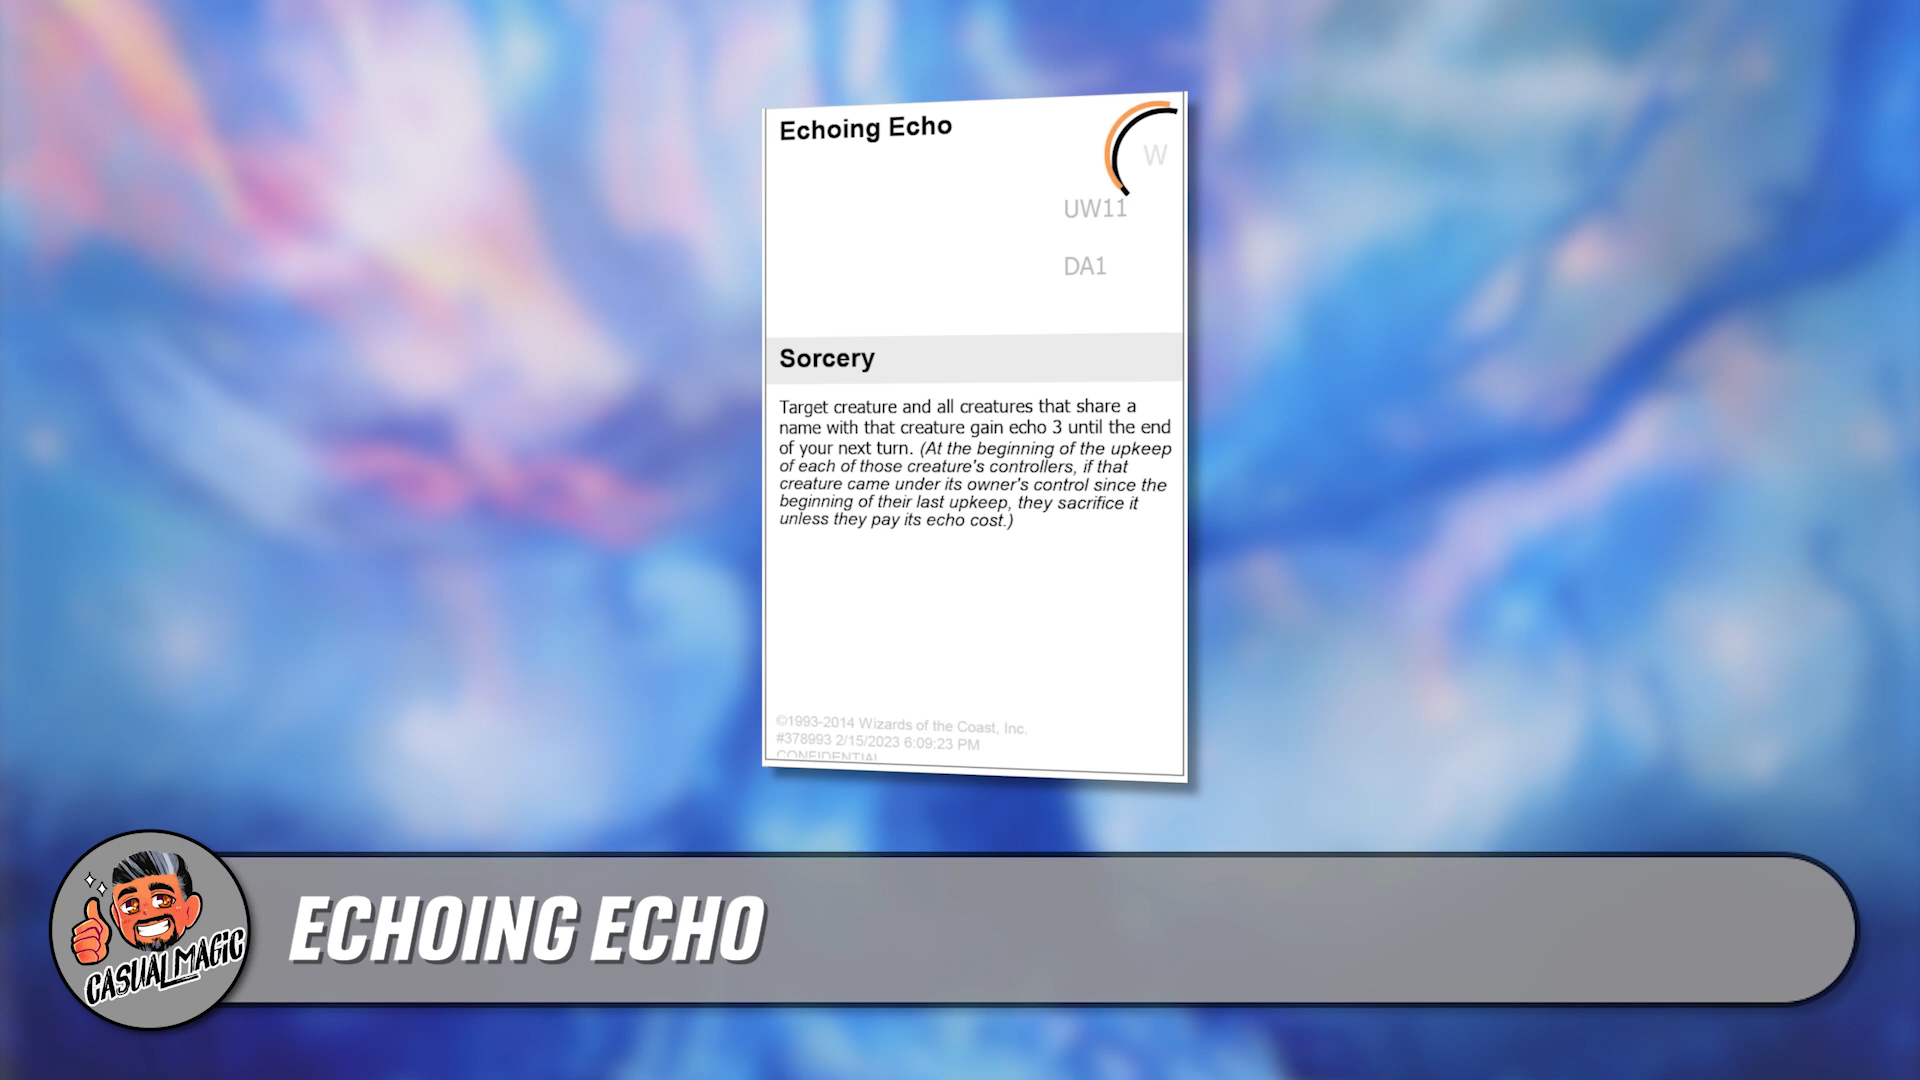 Echoing Echo
W
UW11
DA1
Sorcery
Target creature and all creatures that share a
name with that creature gain echo 3 until the end
of your next turn. (At the beginning of the upkeep
of each of those creature's controllers, if that
creature came under its owner's control since the
beginning of their last upkeep, they sacrifice it
unless they pay its echo cost.)
©1993-2014 Wizards of the Coast, Inc.
#378993 2/15/2023 6:09:23 PM
CONFIDENTIAL
CASUAL MAGIC
ECHOING ECHO